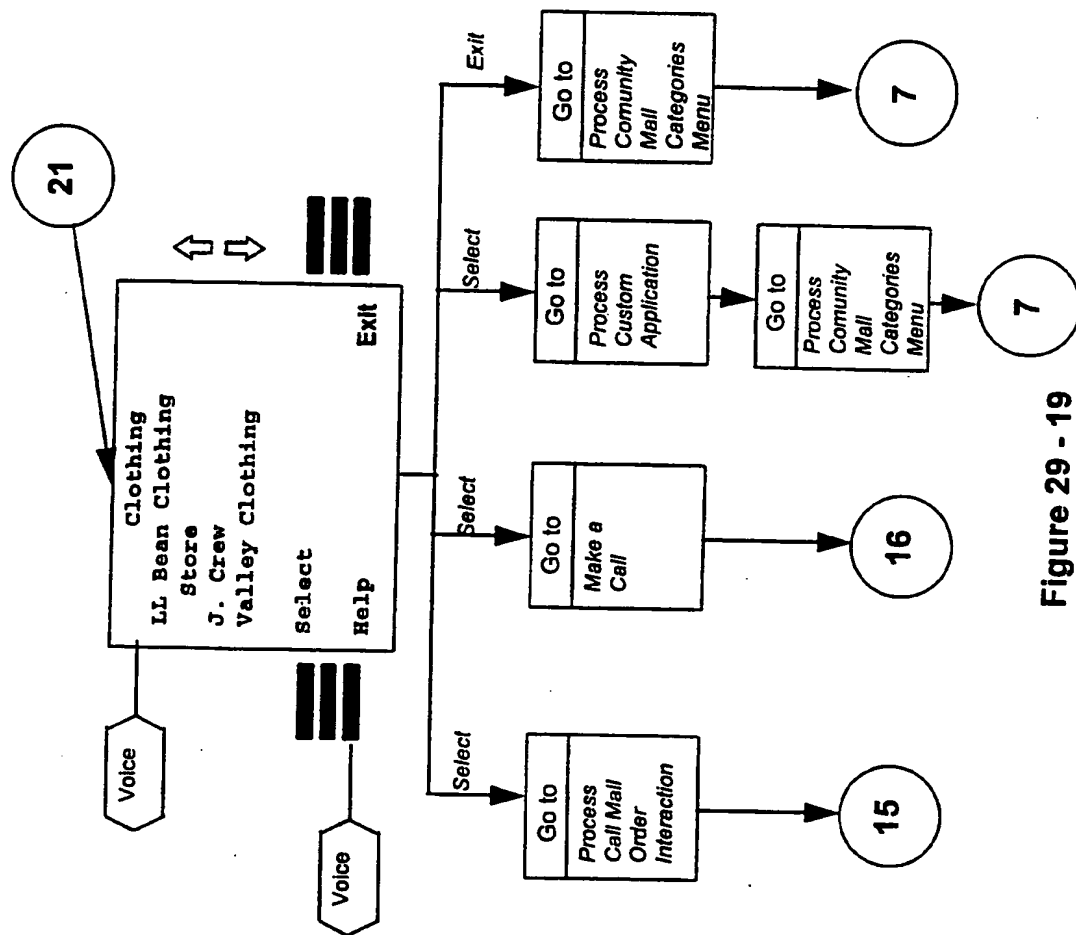 21
Voice
Clothing
LL Bean Clothing
Store
J. Crew
Valley Clothing
Select
Help
Exit
Voice
Select
Select
Select
Exit
Go to
Process
Call Mall
Order
Interaction
15
Go to
Make a
Call
16
Go to
Process
Custom
Application
Go to
Process
Comunity
Mall
Categories
Menu
7
Go to
Process
Comunity
Mall
Categories
Menu
7
Figure 29 - 19